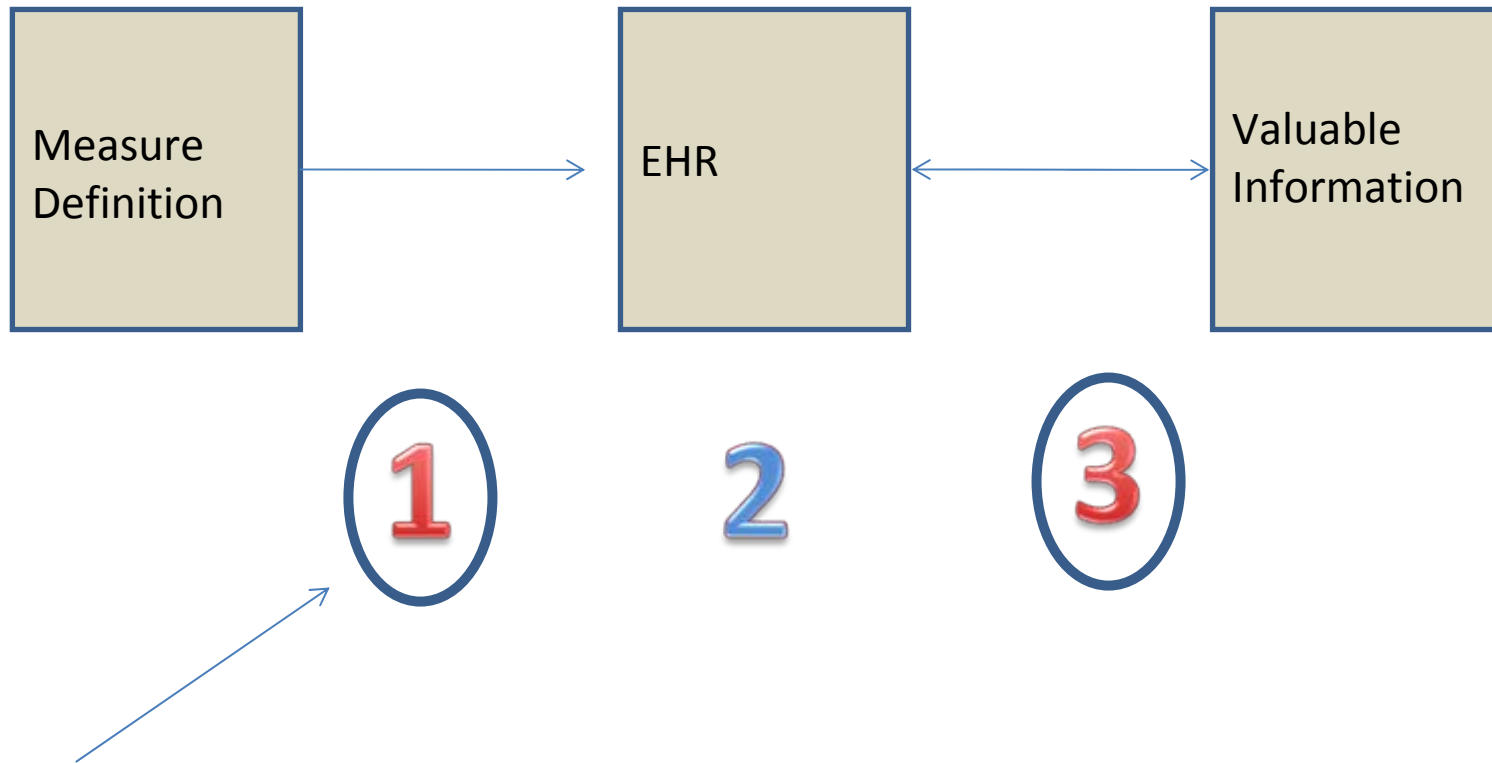 Measure
Definition
EHR
Valuable
Information
1
2
3